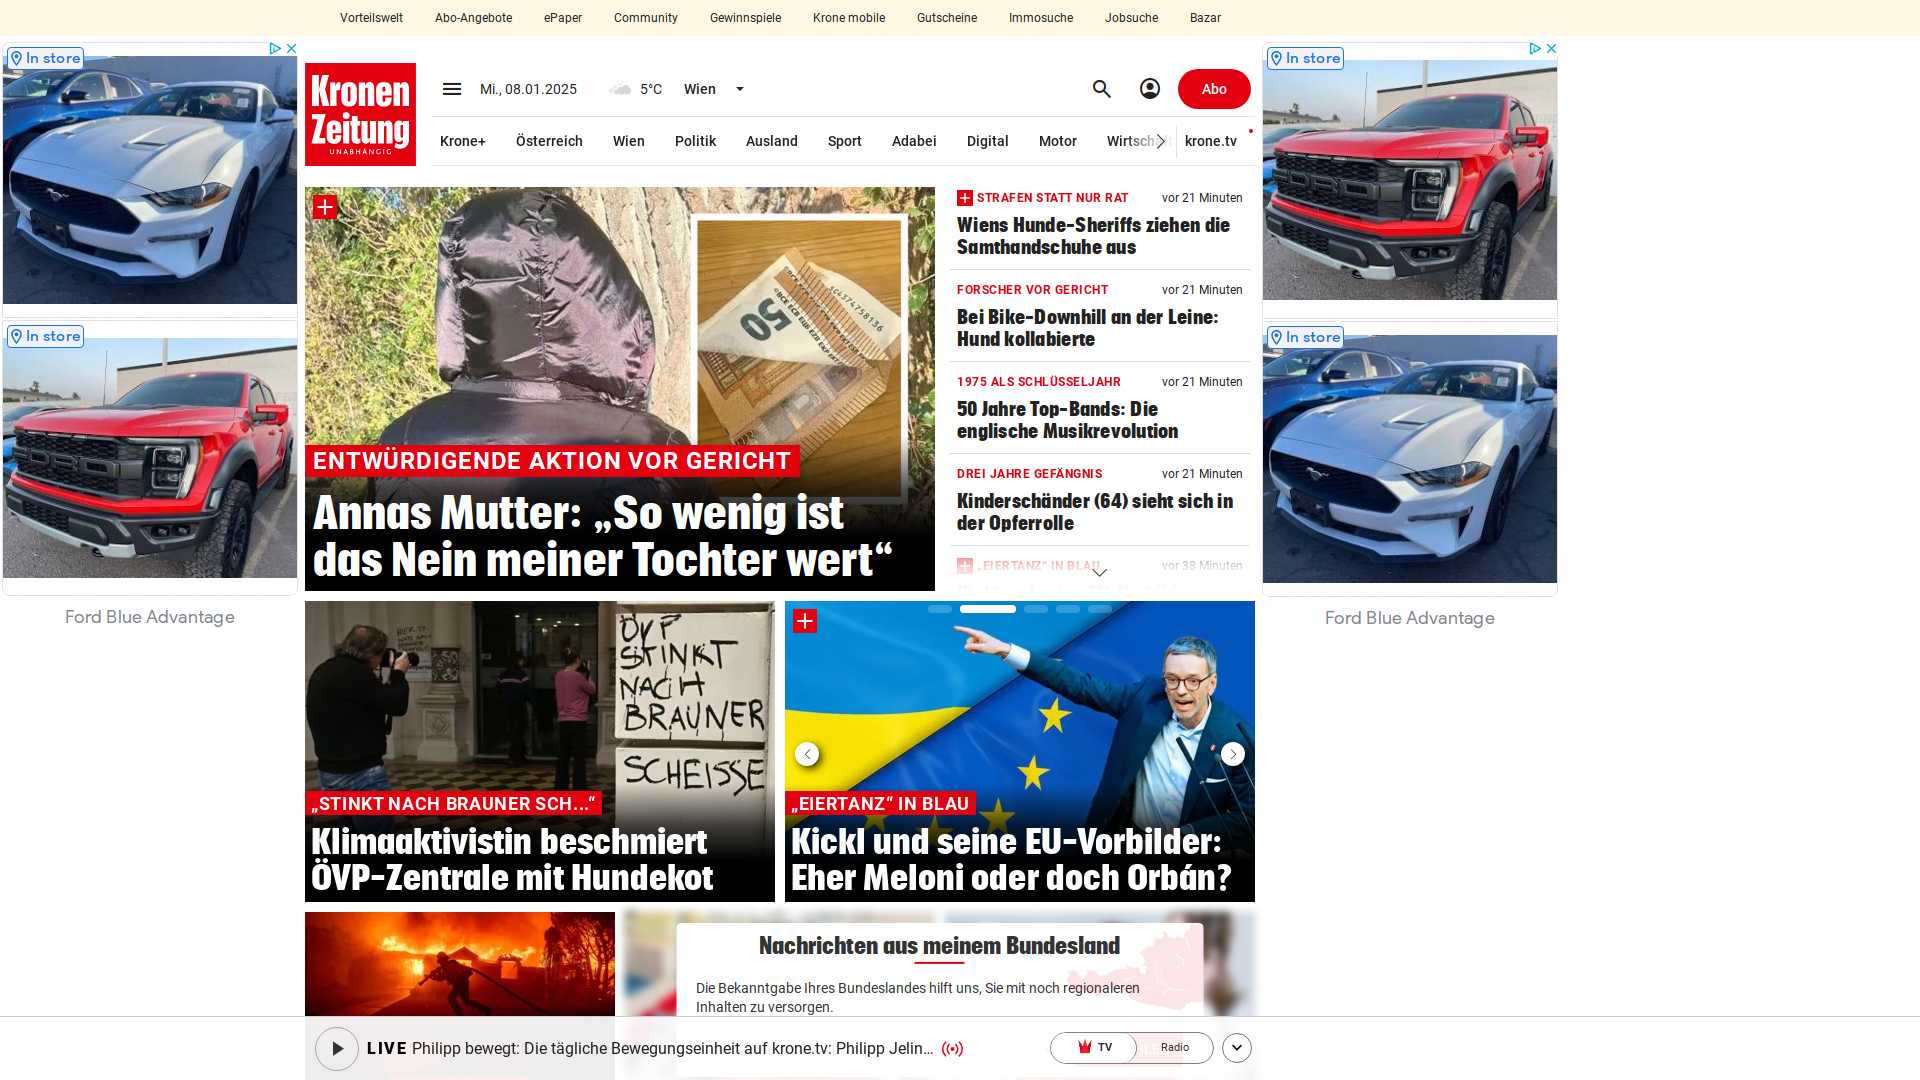 Vorteilswelt
Abo-Angebote
ePaper
Community
Gewinnspiele
Krone mobile
Gutscheine
Immosuche
Jobsuche
Bazar
In store
In store
Ford Blue Advantage
Kronen
Zeitung
UNABHÄNGIG
Mi., 08.01.2025
5°C
Wien
Abo
Krone+
Österreich
Wien
Politik
Ausland
Sport
Adabei
Digital
Motor
Wirtschaft
krone.tv
50
ENTWÜRDIGENDE AKTION VOR GERICHT
Annas Mutter: „So wenig ist
das Nein meiner Tochter wert“
STRAFEN STATT NUR RAT
vor 21 Minuten
Wiens Hunde-Sheriffs ziehen die
Samthandschuhe aus
FORSCHER VOR GERICHT
vor 21 Minuten
Bei Bike-Downhill an der Leine:
Hund kollabierte
1975 ALS SCHLÜSSELJAHR
vor 21 Minuten
50 Jahre Top-Bands: Die
englische Musikrevolution
DREI JAHRE GEFÄNGNIS
vor 21 Minuten
Kinderschänder (64) sieht sich in
der Opferrolle
„EIERTANZ“ IN BLAU
vor 38 Minuten
ÖVP
STINKT
NACH
BRAUNER
SCHEISSE
„STINKT NACH BRAUNER SCH...“
Klimaaktivistin beschmiert
ÖVP-Zentrale mit Hundekot
„EIERTANZ“ IN BLAU
Kickl und seine EU-Vorbilder:
Eher Meloni oder doch Orbán?
Nachrichten aus meinem Bundesland
Die Bekanntgabe Ihres Bundeslandes hilft uns, Sie mit noch regionaleren
Inhalten zu versorgen.
LIVE Philipp bewegt: Die tägliche Bewegungseinheit auf krone.tv: Philipp Jelin...
TV
Radio
In store
In store
Ford Blue Advantage